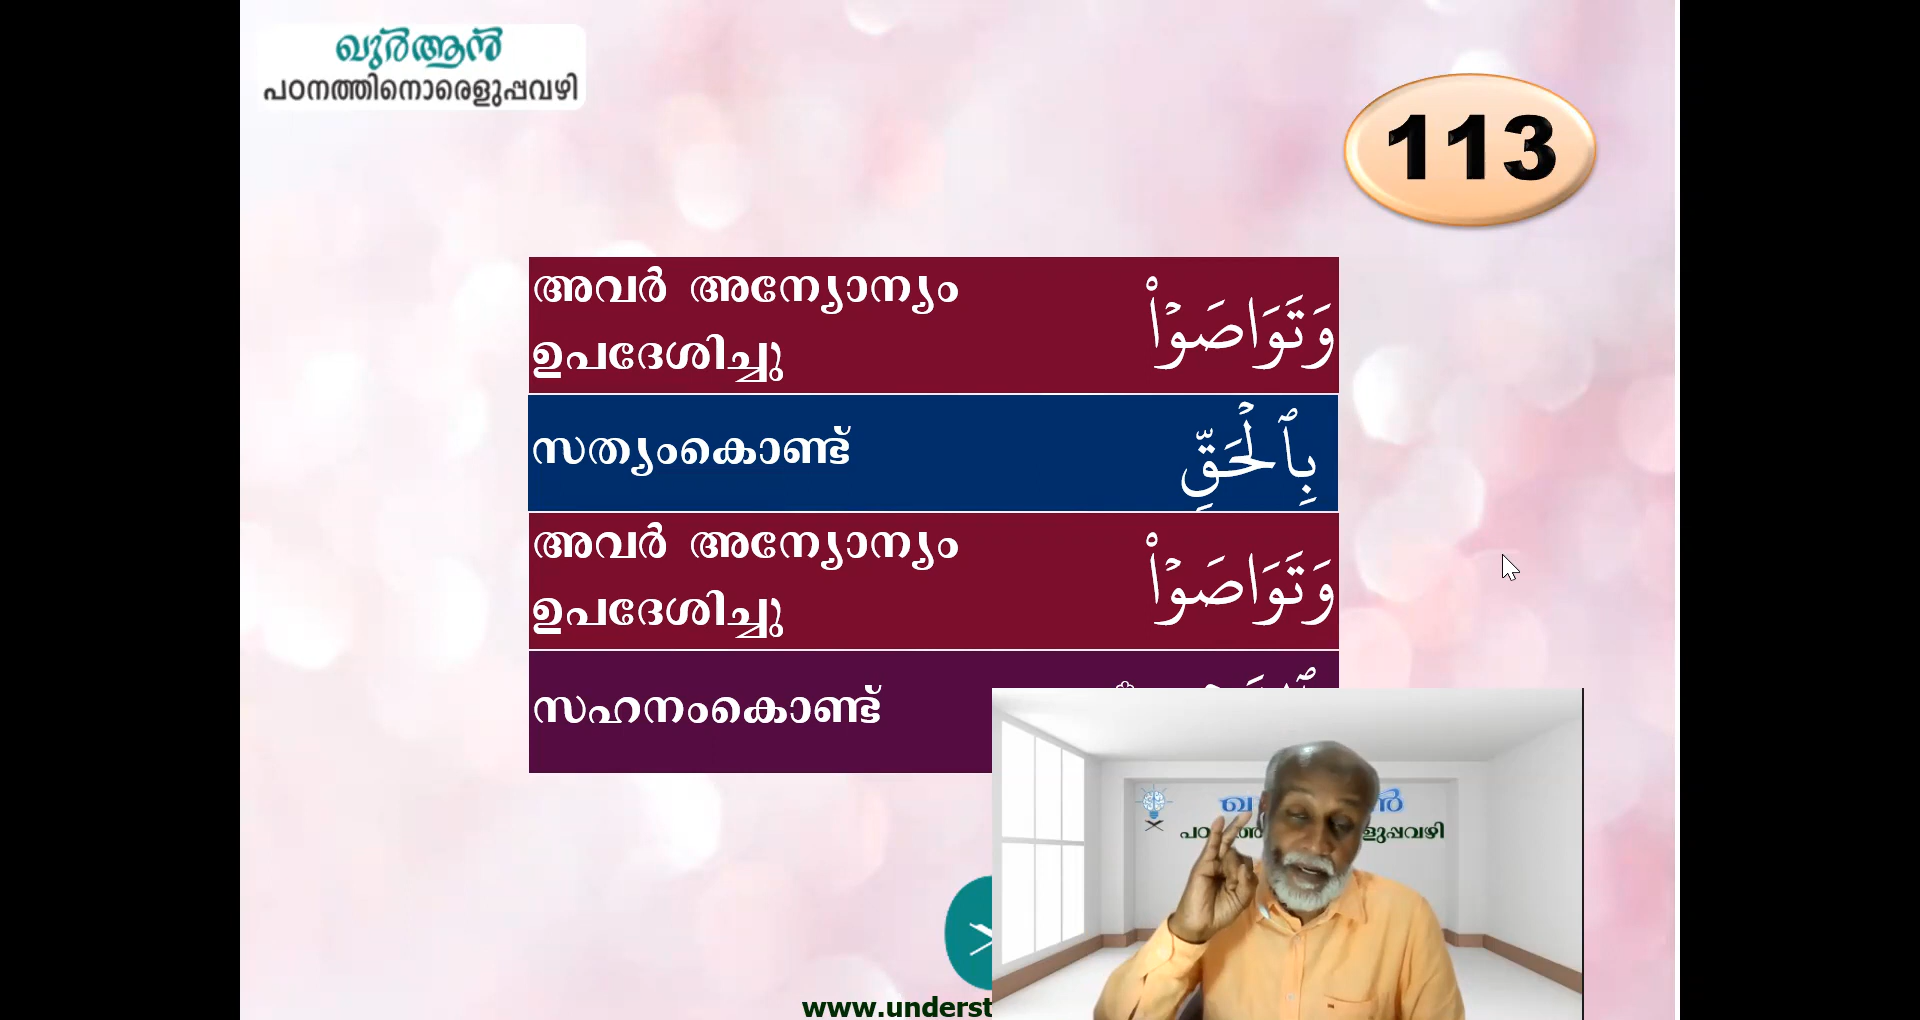 ഖുർആൻ
പഠനത്തിനൊരെളുപ്പവഴി
113
അവർ അന്യോന്യം
ഉപദേശിച്ചു
وَتَوَاصَوۡاْ
സത്യംകൊണ്ട്
بِٱلۡحَقِّ
അവർ അന്യോന്യം
ഉപദേശിച്ചു
وَتَوَاصَوۡاْ
സഹനംകൊണ്ട്
www.underst